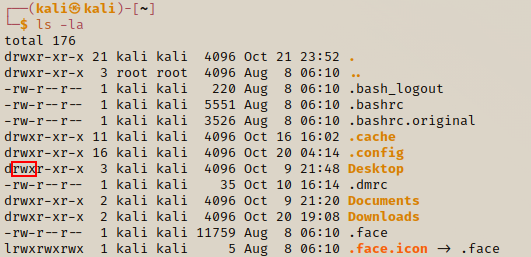 ┌──(kali㉿kali)-[~]
└─$ ls -la
total 176
drwxr-xr-x 21 kali kali  4096 Oct 21 23:52 .
drwxr-xr-x  3 root root  4096 Aug  8 06:10 ..
-rw-r--r--  1 kali kali   220 Aug  8 06:10 .bash_logout
-rw-r--r--  1 kali kali  5551 Aug  8 06:10 .bashrc
-rw-r--r--  1 kali kali  3526 Aug  8 06:10 .bashrc.original
drwxr-xr-x 11 kali kali  4096 Oct 16 16:02 .cache
drwxr-xr-x 16 kali kali  4096 Oct 20 04:14 .config
drwxr-xr-x  3 kali kali  4096 Oct  9 21:48 Desktop
-rw-r--r--  1 kali kali    35 Oct 10 16:14 .dmrc
drwxr-xr-x  2 kali kali  4096 Oct  9 21:20 Documents
drwxr-xr-x  2 kali kali  4096 Oct 20 19:08 Downloads
-rw-r--r--  1 kali kali 11759 Aug  8 06:10 .face
lrwxrwxrwx  1 kali kali     5 Aug  8 06:10 .face.icon -> .face